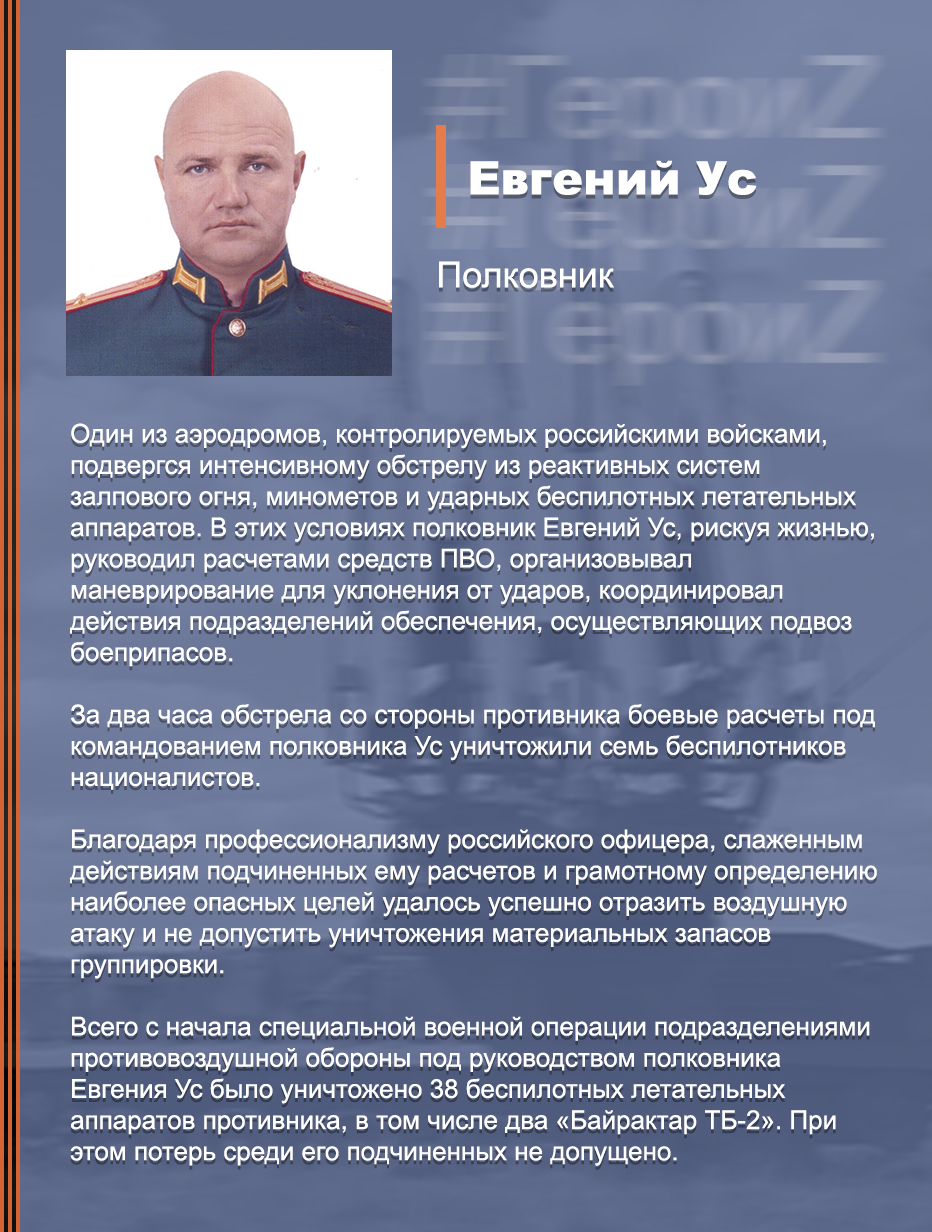 #ГероиZ
Евгений Ус
#ГероиZ
Полковник
#ГероиZ
Один из аэродромов, контролируемых российскими войсками,
подвергся интенсивному обстрелу из реактивных систем
залпового огня, минометов и ударных беспилотных летательных
аппаратов. В этих условиях полковник Евгений Ус, рискуя жизнью,
руководил расчетами средств ПВО, организовывал
маневрирование для уклонения от ударов, координировал
действия подразделений обеспечения, осуществляющих подвоз
боеприпасов.
За два часа обстрела со стороны противника боевые расчеты под
командованием полковника Ус уничтожили семь беспилотников
националистов.
Благодаря профессионализму российского офицера, слаженным
действиям подчиненных ему расчетов и грамотному определению
наиболее опасных целей удалось успешно отразить воздушную
атаку и не допустить уничтожения материальных запасов
группировки.
Всего с начала специальной военной операции подразделениями
противовоздушной обороны под руководством полковника
Евгения Ус было уничтожено 38 беспилотных летательных
аппаратов противника, в том числе два «Байрактар ТБ-2». При
этом потерь среди его подчиненных не допущено.